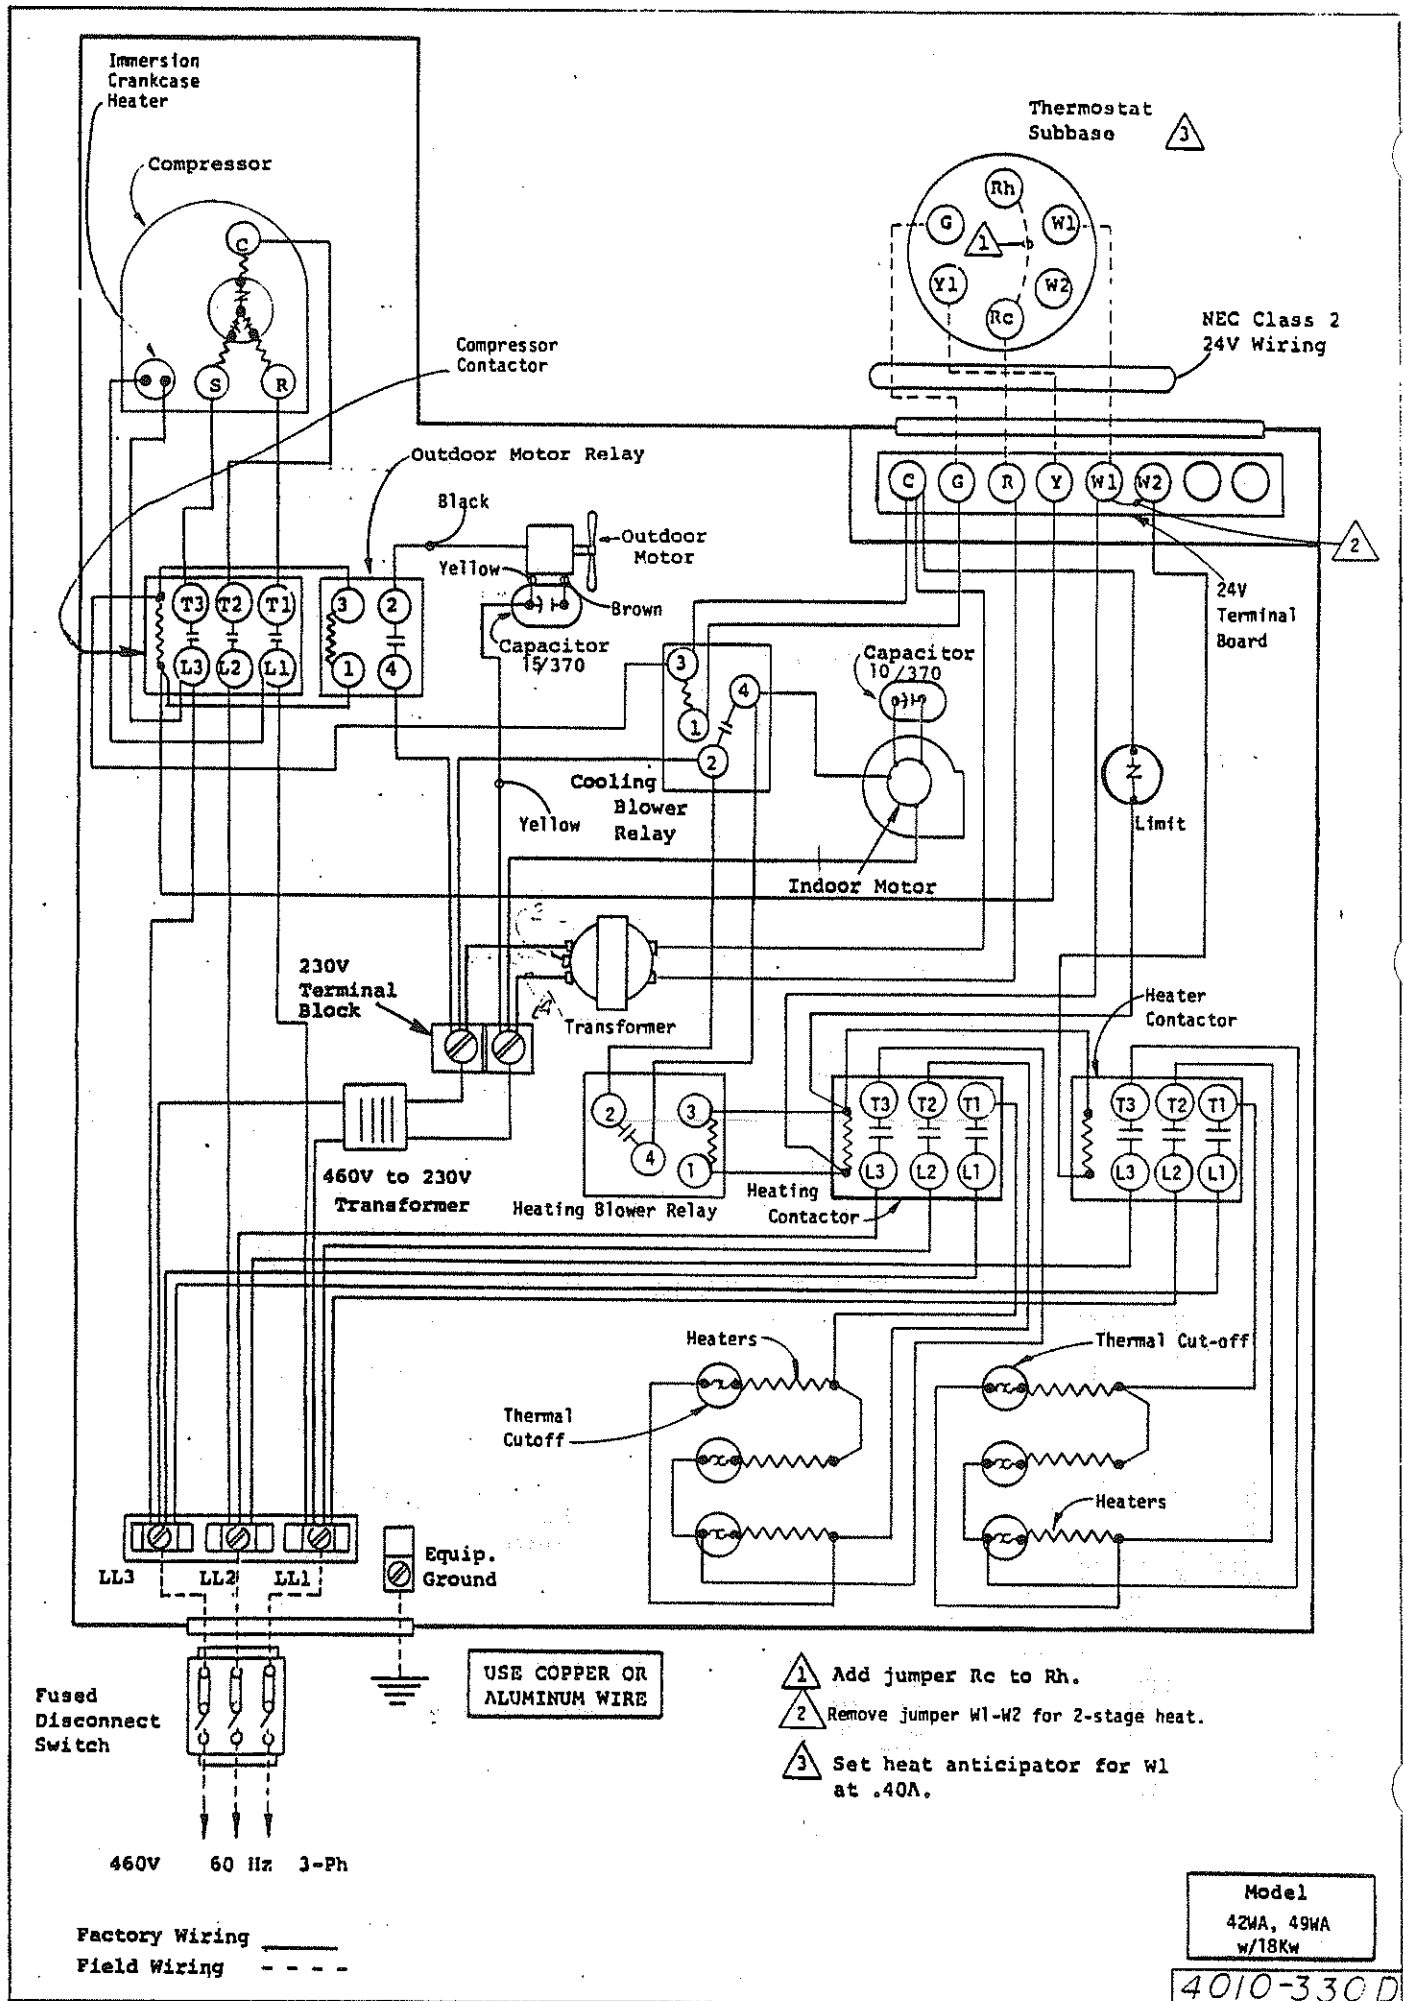 Immersion
Crankcase
Heater
Compressor
C
S
R
Compressor
Contactor
Thermostat
Subbase
3
Rh
G
1
W1
Y1
W2
Rc
NEC Class 2
24V Wiring
Outdoor Motor Relay
C G R Y W1 W2
2
24V
Terminal
Board
Black
Outdoor
Motor
Yellow
Brown
Capacitor
15/370
T3 T2 T1
L3 L2 L1
3 2
1 4
3
4
1
2
Capacitor
10/370
Cooling
Blower
Relay
Yellow
Indoor Motor
Limit
230V
Terminal
Block
Transformer
Heater
Contactor
460V to 230V
Transformer
2 3
4 1
Heating Blower Relay
T3 T2 T1
L3 L2 L1
Heating
Contactor
T3 T2 T1
L3 L2 L1
Heaters
Thermal Cut-off
Thermal
Cutoff
Heaters
LL3 LL2 LL1
Equip.
Ground
USE COPPER OR
ALUMINUM WIRE
Fused
Disconnect
Switch
460V 60 Hz 3-Ph
1 Add jumper Rc to Rh.
2 Remove jumper W1-W2 for 2-stage heat.
3 Set heat anticipator for W1
at .40A.
Factory Wiring
Field Wiring
Model
42WA, 49WA
w/18Kw
4010-330 D